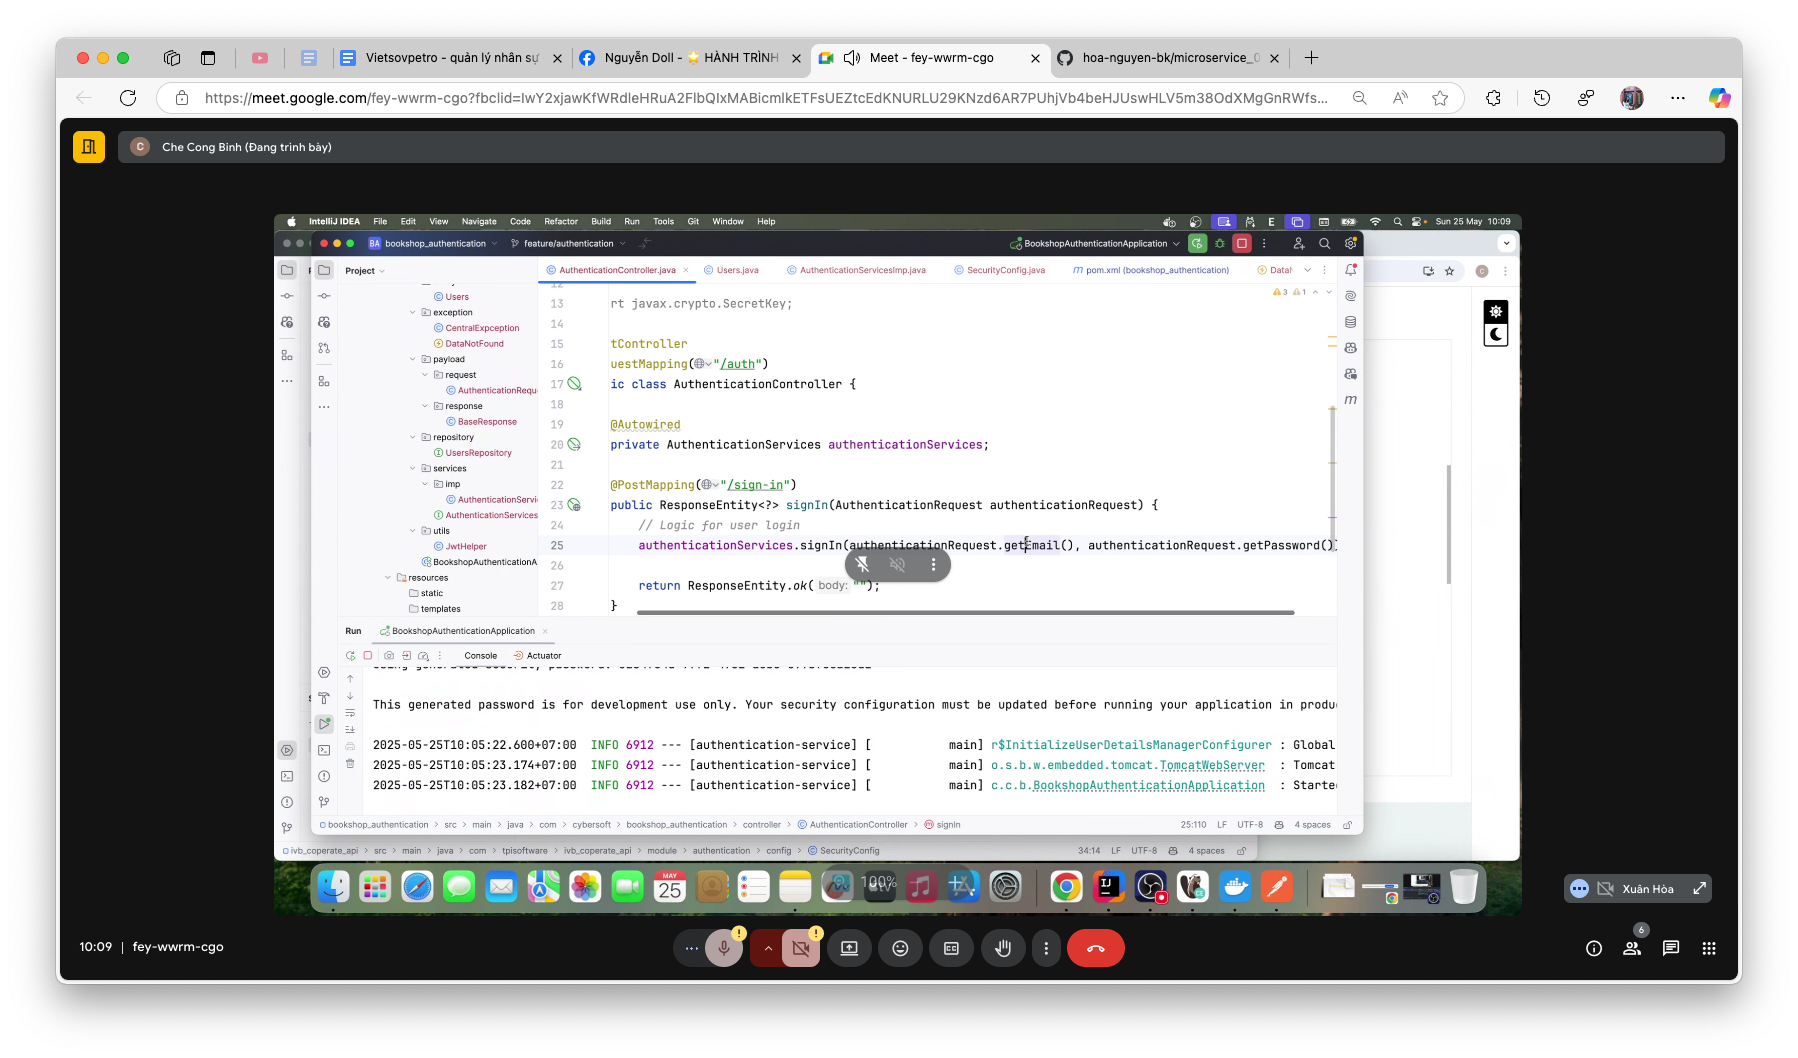 Vietsovpetro - quản lý nhân sự
Nguyễn Doll - ⭐ HÀNH TRÌNH
Meet - fey-wwrm-cgo
hoa-nguyen-bk/microservice_0
https://meet.google.com/fey-wwrm-cgo?fbclid=IwY2xjawKfWRdleHRuA2FlbQIxMABicmlkETFsUEZtcEdKNURLU29KNzd6AR7PUhjVb4beHJUswHLV5m38OdXMgGnRWfs...
C Che Cong Binh (Đang trình bày)
IntelliJ IDEA File Edit View Navigate Code Refactor Build Run Tools Git Window Help
E Sun 25 May 10:09
BA bookshop_authentication feature/authentication BookshopAuthenticationApplication
Project
AuthenticationController.java Users.java AuthenticationServicesImp.java SecurityConfig.java pom.xml (bookshop_authentication)
Users
exception
CentralExpception
DataNotFound
payload
request
AuthenticationRequ
response
BaseResponse
repository
UsersRepository
services
imp
AuthenticationServi
AuthenticationServices
utils
JwtHelper
BookshopAuthenticationA
resources
static
templates
3 1
12
13 rt javax.crypto.SecretKey;
14
15 tController
16 uestMapping("/auth")
17 ic class AuthenticationController {
18
19 @Autowired
20 private AuthenticationServices authenticationServices;
21
22 @PostMapping("/sign-in")
23 public ResponseEntity<?> signIn(AuthenticationRequest authenticationRequest) {
24 // Logic for user login
25 authenticationServices.signIn(authenticationRequest.getEmail(), authenticationRequest.getPassword())
26
27 return ResponseEntity.ok( body: "");
28 }
Run BookshopAuthenticationApplication
Console Actuator
This generated password is for development use only. Your security configuration must be updated before running your application in produ
2025-05-25T10:05:22.600+07:00 INFO 6912 --- [authentication-service] [ main] r$InitializeUserDetailsManagerConfigurer : Global
2025-05-25T10:05:23.174+07:00 INFO 6912 --- [authentication-service] [ main] o.s.b.w.embedded.tomcat.TomcatWebServer : Tomcat
2025-05-25T10:05:23.182+07:00 INFO 6912 --- [authentication-service] [ main] c.c.b.BookshopAuthenticationApplication : Starte
bookshop_authentication > src > main > java > com > cybersoft > bookshop_authentication > controller > AuthenticationController > signIn
25:110 LF UTF-8 4 spaces
ivb_coperate_api > src > main > java > com > tpisoftware > ivb_coperate_api > module > authentication > config > SecurityConfig
34:14 LF UTF-8 4 spaces
MAY
25
100%
Xuân Hòa
10:09 | fey-wwrm-cgo
6